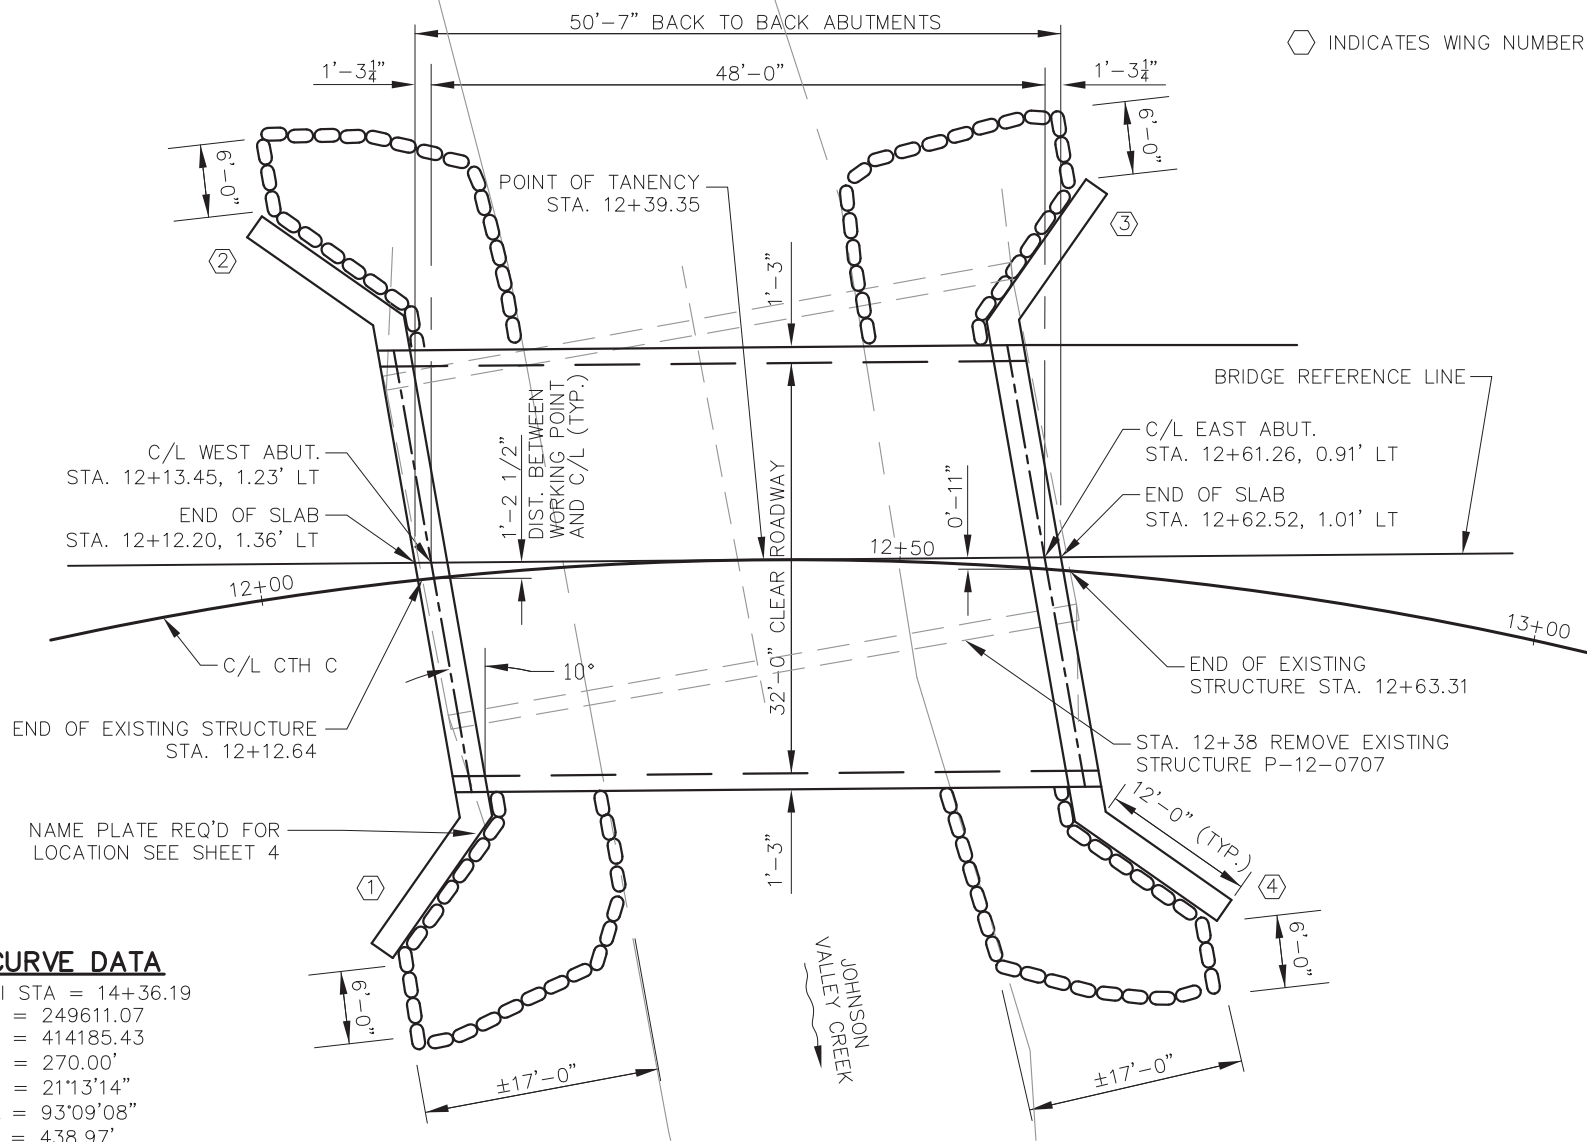 50'-7" BACK TO BACK ABUTMENTS
INDICATES WING NUMBER
1'-3¼"
48'-0"
1'-3¼"
6'-0"
6'-0"
POINT OF TANENCY
STA. 12+39.35
2
3
1'-3"
BRIDGE REFERENCE LINE
C/L WEST ABUT.
STA. 12+13.45, 1.23' LT
END OF SLAB
STA. 12+12.20, 1.36' LT
1'-2 1/2"
DIST. BETWEEN
WORKING POINT
AND C/L (TYP.)
32'-0" CLEAR ROADWAY
0'-11"
C/L EAST ABUT.
STA. 12+61.26, 0.91' LT
END OF SLAB
STA. 12+62.52, 1.01' LT
12+00
12+50
13+00
C/L CTH C
10°
END OF EXISTING
STRUCTURE STA. 12+63.31
END OF EXISTING STRUCTURE
STA. 12+12.64
STA. 12+38 REMOVE EXISTING
STRUCTURE P-12-0707
NAME PLATE REQ'D FOR
LOCATION SEE SHEET 4
1'-3"
12'-0" (TYP.)
1
4
6'-0"
6'-0"
JOHNSON
VALLEY CREEK
±17'-0"
±17'-0"
CURVE DATA
I STA = 14+36.19
= 249611.07
= 414185.43
= 270.00'
= 21°13'14"
= 93°09'08"
= 438.97'